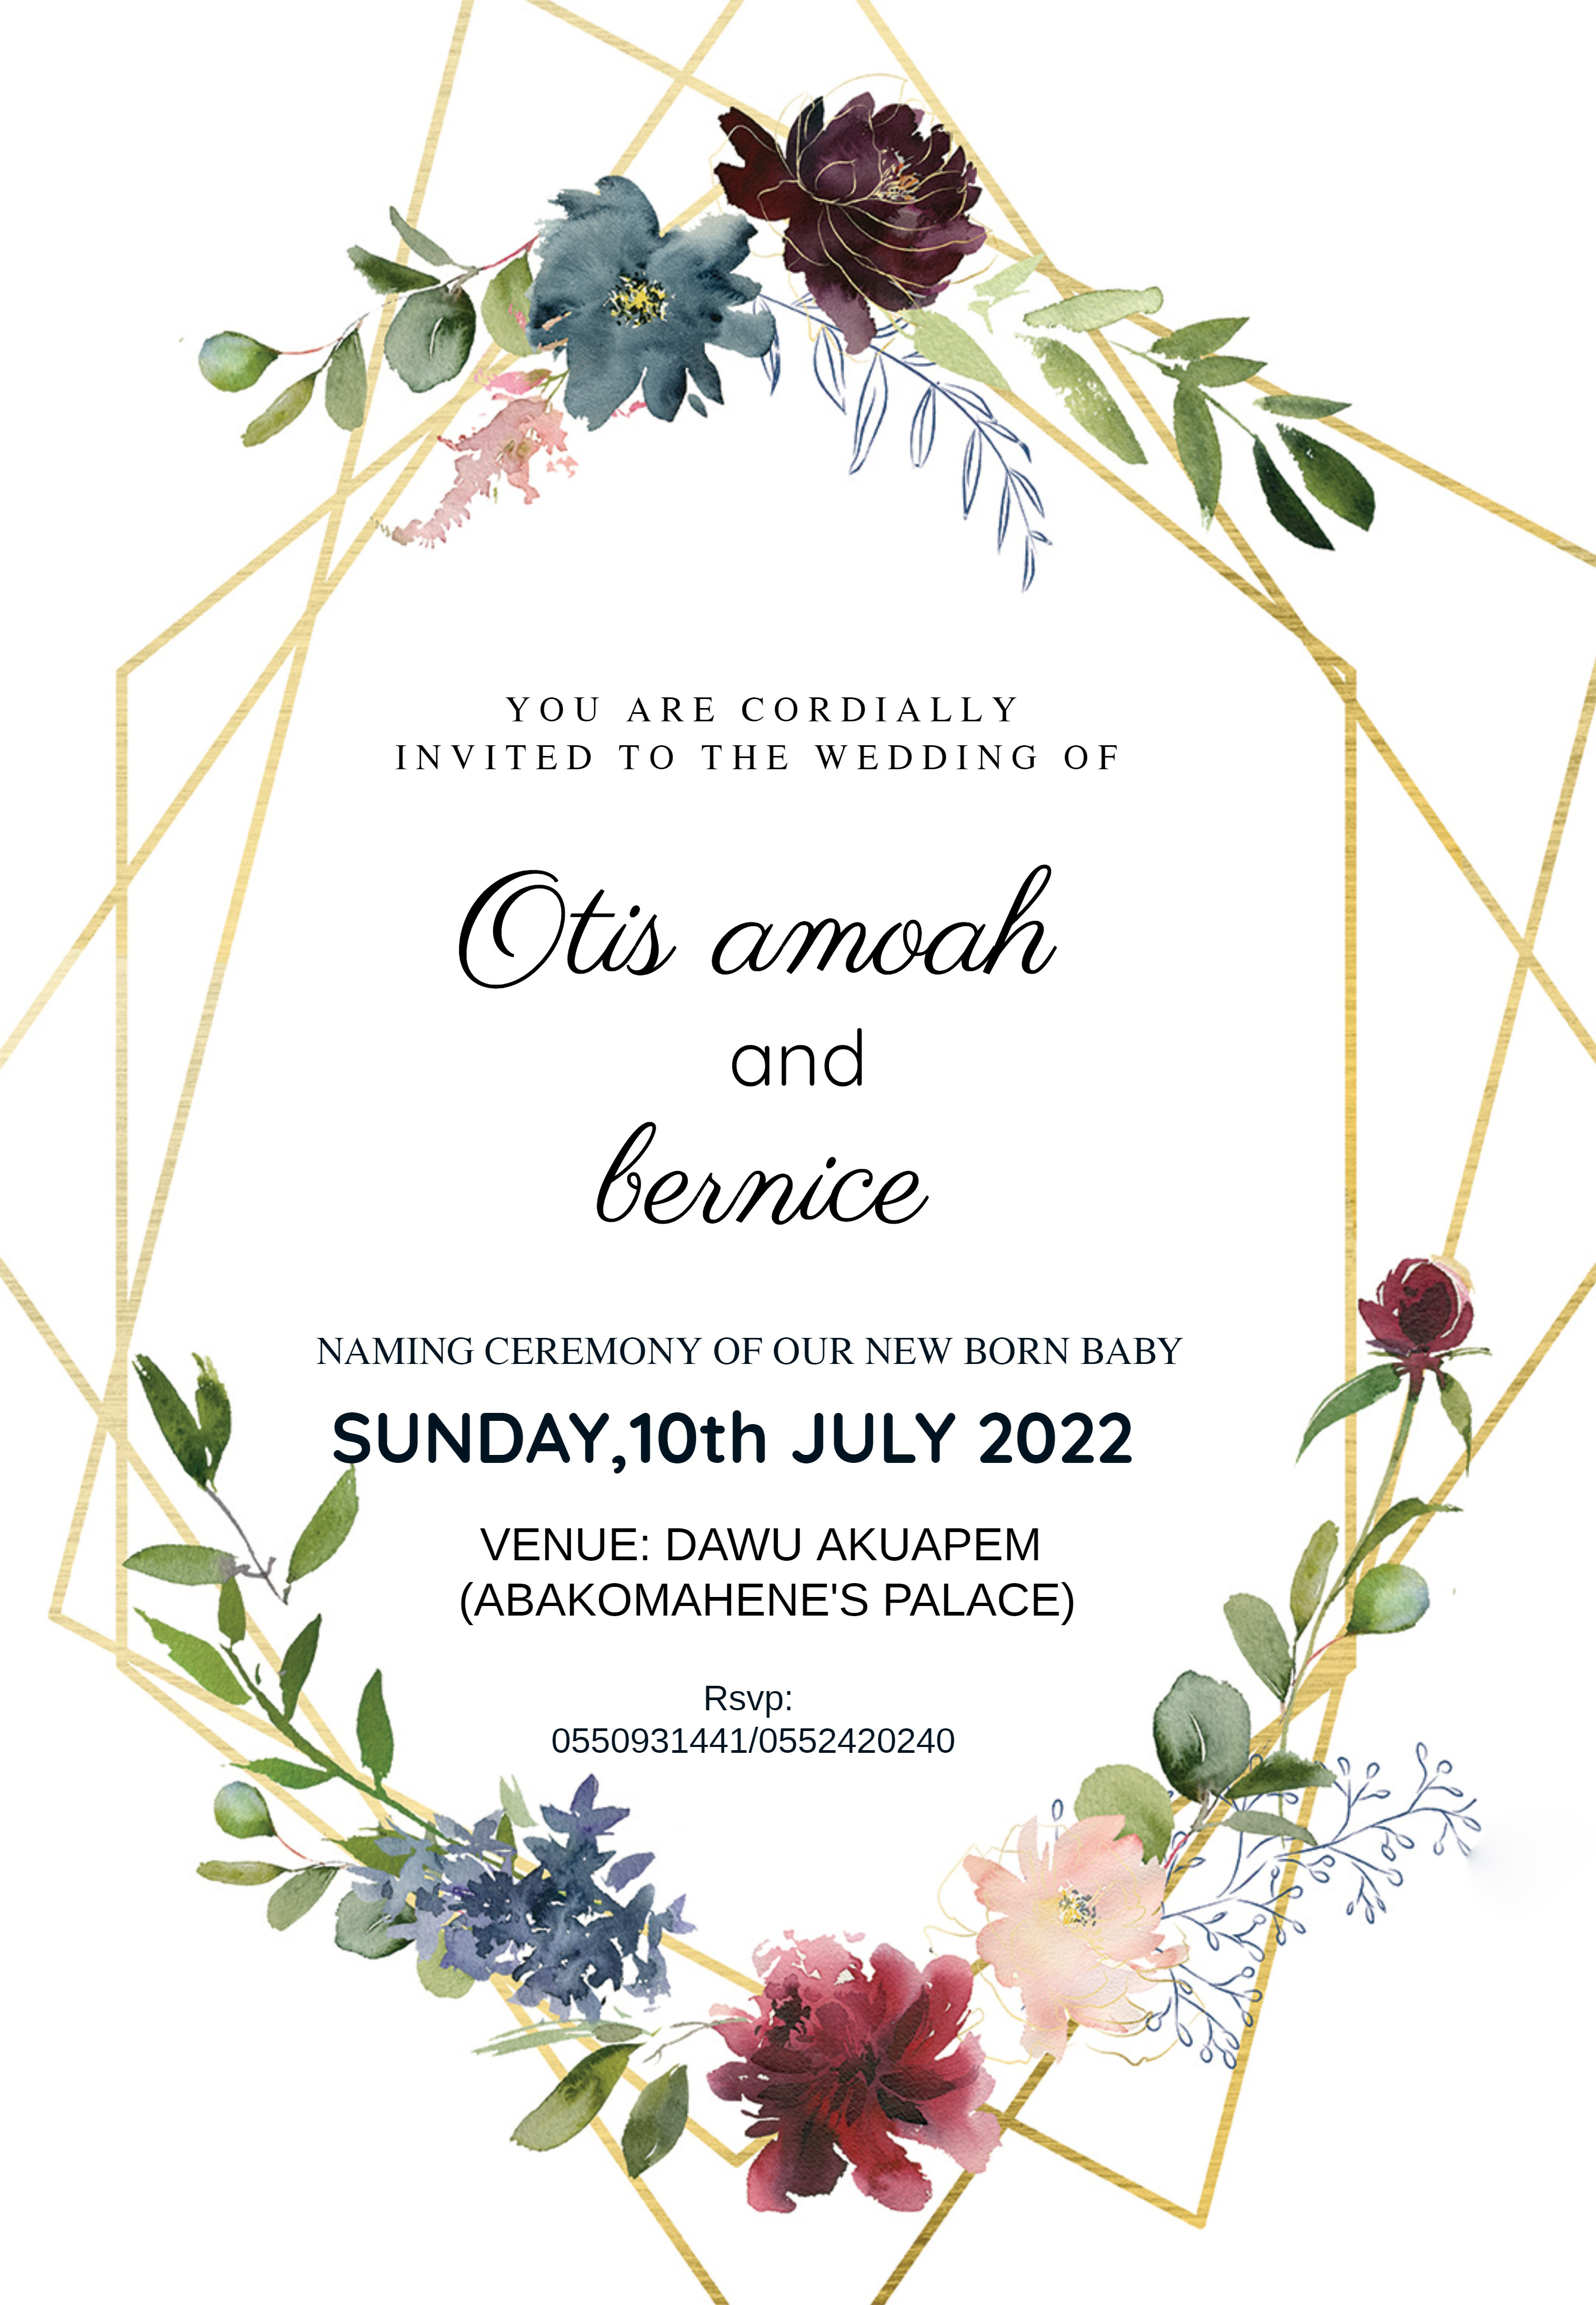 YOU ARE CORDIALLY
INVITED TO THE WEDDING OF
Otis amoah
and
bernice
NAMING CEREMONY OF OUR NEW BORN BABY
SUNDAY,10th JULY 2022
VENUE: DAWU AKUAPEM
(ABAKOMAHENE'S PALACE)
Rsvp:
0550931441/0552420240